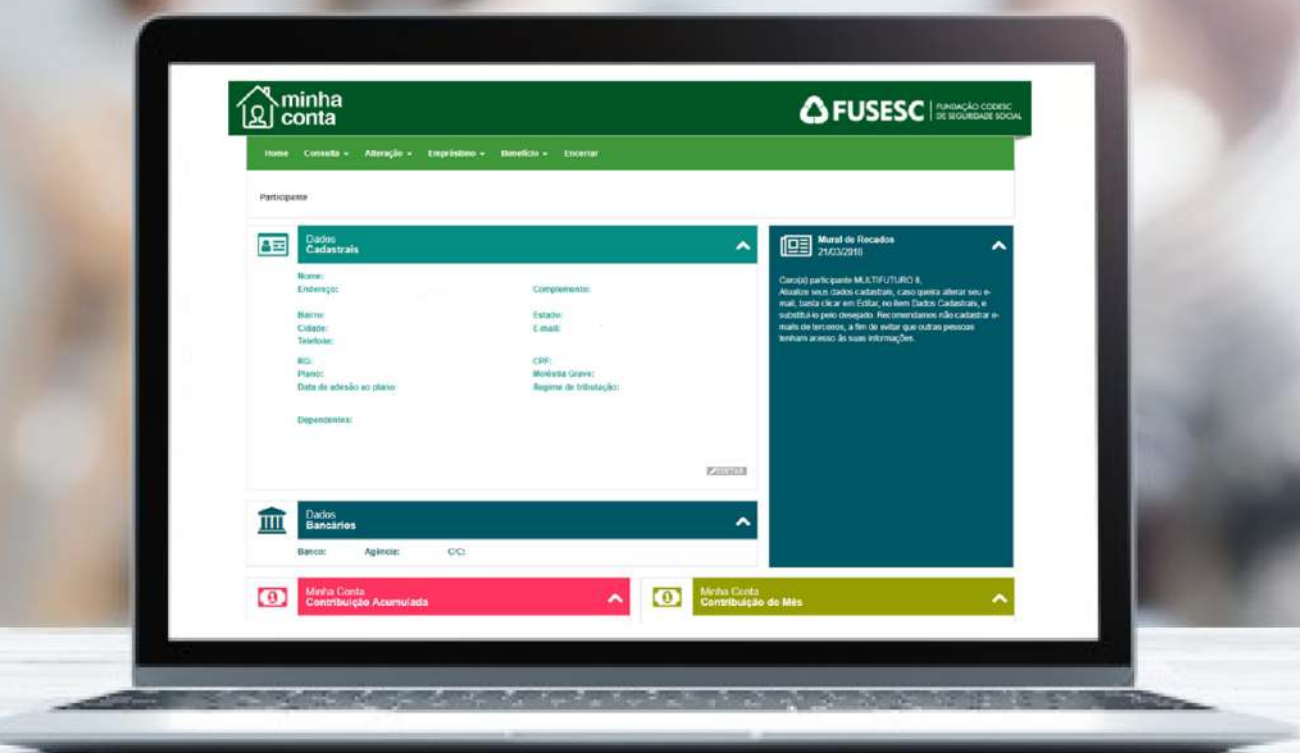 minha
conta
FUSESC
FUNDAÇÃO CODESC
DE SEGURIDADE SOCIAL
Home Consulta Alteração Empréstimo Benefício Encerrar
Participante
Dados
Cadastrais
Nome:
Endereço: Complemento:
Bairro: Estado:
Cidade: E-mail:
Telefone:
RG: CPF:
Plano: Moléstia Grave:
Data de adesão ao plano: Regime de tributação:
Dependentes:
EDITAR
Mural de Recados
21/03/2018
Caro(a) participante MULTIFUTURO II,
Atualize seus dados cadastrais, caso queira alterar seu e-
mail, basta clicar em Editar, no item Dados Cadastrais, e
substituí-lo pelo desejado. Recomendamos não cadastrar e-
mails de terceiros, a fim de evitar que outras pessoas
tenham acesso às suas informações.
Dados
Bancários
Banco: Agência: C/C:
Minha Conta
Contribuição Acumulada
Minha Conta
Contribuição do Mês